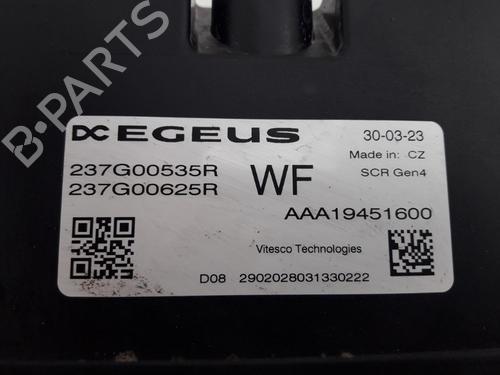 B-PARTS
EGEUS
30-03-23
Made in: CZ
237G00535R
237G00625R
WF
SCR Gen4
AAA19451600
Vitesco Technologies
D08 2902028031330222